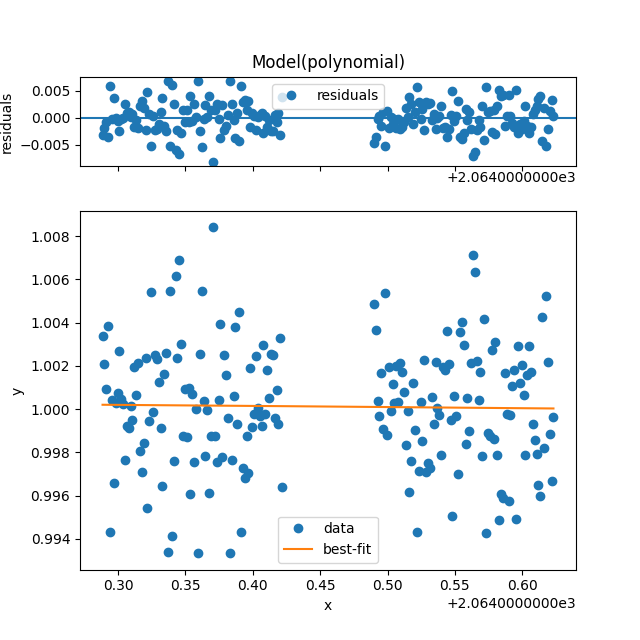 Model(polynomial)
residuals
0.005
0.000
−0.005
residuals
+2.0640000000e3
y
1.008
1.006
1.004
1.002
1.000
0.998
0.996
0.994
data
best-fit
0.30
0.35
0.40
0.45
0.50
0.55
0.60
x
+2.0640000000e3